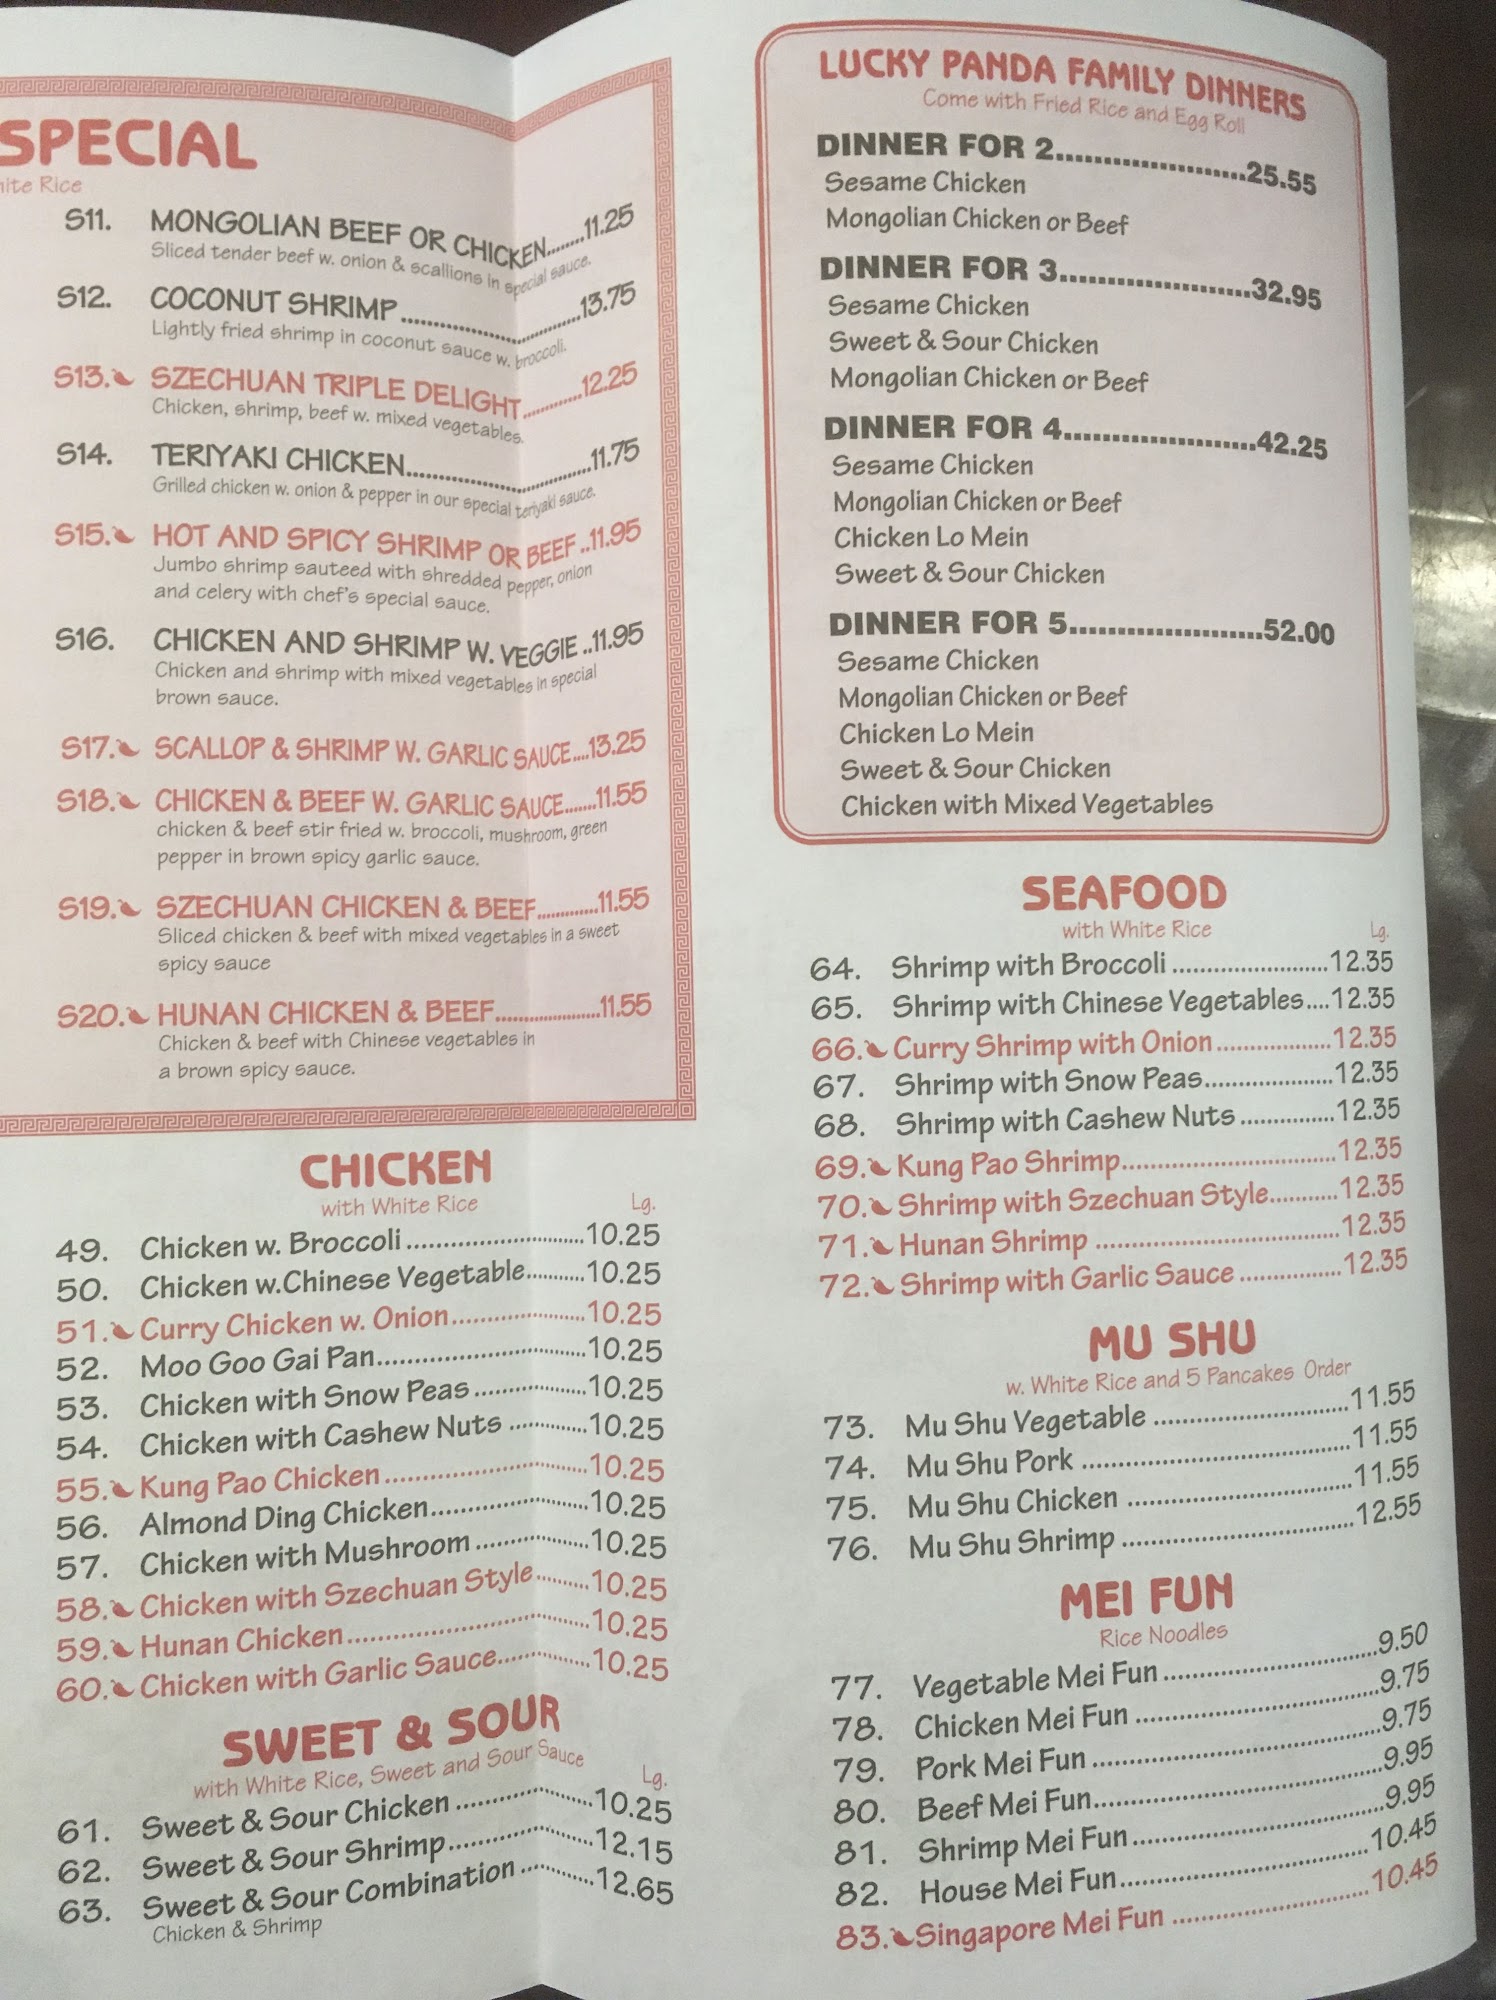 SPECIAL
ite Rice
S11. MONGOLIAN BEEF OR CHICKEN........11.25
Sliced tender beef w. onion & scallions in special sauce.
S12. COCONUT SHRIMP..............................13.75
Lightly fried shrimp in coconut sauce w. broccoli.
S13. SZECHUAN TRIPLE DELIGHT............12.25
Chicken, shrimp, beef w. mixed vegetables.
S14. TERIYAKI CHICKEN..............................11.75
Grilled chicken w. onion & pepper in our special teriyaki sauce.
S15. HOT AND SPICY SHRIMP OR BEEF ..11.95
Jumbo shrimp sauteed with shredded pepper, onion
and celery with chef's special sauce.
S16. CHICKEN AND SHRIMP W. VEGGIE ..11.95
Chicken and shrimp with mixed vegetables in special
brown sauce.
S17. SCALLOP & SHRIMP W. GARLIC SAUCE....13.25
S18. CHICKEN & BEEF W. GARLIC SAUCE.......11.55
chicken & beef stir fried w. broccoli, mushroom, green
pepper in brown spicy garlic sauce.
S19. SZECHUAN CHICKEN & BEEF.............11.55
Sliced chicken & beef with mixed vegetables in a sweet
spicy sauce
S20. HUNAN CHICKEN & BEEF......................11.55
Chicken & beef with Chinese vegetables in
a brown spicy sauce.
CHICKEN
with White Rice
Lg.
49. Chicken w. Broccoli............................10.25
50. Chicken w.Chinese Vegetable...........10.25
51. Curry Chicken w. Onion.....................10.25
52. Moo Goo Gai Pan................................10.25
53. Chicken with Snow Peas.................10.25
54. Chicken with Cashew Nuts ............10.25
55. Kung Pao Chicken..............................10.25
56. Almond Ding Chicken........................10.25
57. Chicken with Mushroom.................10.25
58. Chicken with Szechuan Style.........10.25
59. Hunan Chicken...................................10.25
60. Chicken with Garlic Sauce..............10.25
SWEET & SOUR
with White Rice, Sweet and Sour Sauce
Lg.
61. Sweet & Sour Chicken ....................10.25
62. Sweet & Sour Shrimp.....................12.15
63. Sweet & Sour Combination ...........12.65
Chicken & Shrimp
LUCKY PANDA FAMILY DINNERS
Come with Fried Rice and Egg Roll
DINNER FOR 2......................25.55
Sesame Chicken
Mongolian Chicken or Beef
DINNER FOR 3......................32.95
Sesame Chicken
Sweet & Sour Chicken
Mongolian Chicken or Beef
DINNER FOR 4......................42.25
Sesame Chicken
Mongolian Chicken or Beef
Chicken Lo Mein
Sweet & Sour Chicken
DINNER FOR 5......................52.00
Sesame Chicken
Mongolian Chicken or Beef
Chicken Lo Mein
Sweet & Sour Chicken
Chicken with Mixed Vegetables
SEAFOOD
with White Rice
Lg.
64. Shrimp with Broccoli..........................12.35
65. Shrimp with Chinese Vegetables....12.35
66. Curry Shrimp with Onion...................12.35
67. Shrimp with Snow Peas.....................12.35
68. Shrimp with Cashew Nuts................12.35
69. Kung Pao Shrimp...................................12.35
70. Shrimp with Szechuan Style...........12.35
71. Hunan Shrimp ........................................12.35
72. Shrimp with Garlic Sauce.................12.35
MU SHU
w. White Rice and 5 Pancakes Order
73. Mu Shu Vegetable ...............................11.55
74. Mu Shu Pork ..........................................11.55
75. Mu Shu Chicken ...................................11.55
76. Mu Shu Shrimp .....................................12.55
MEI FUN
Rice Noodles
77. Vegetable Mei Fun..................................9.50
78. Chicken Mei Fun ......................................9.75
79. Pork Mei Fun .............................................9.75
80. Beef Mei Fun.............................................9.95
81. Shrimp Mei Fun.......................................9.95
82. House Mei Fun.......................................10.45
83. Singapore Mei Fun ...............................10.45